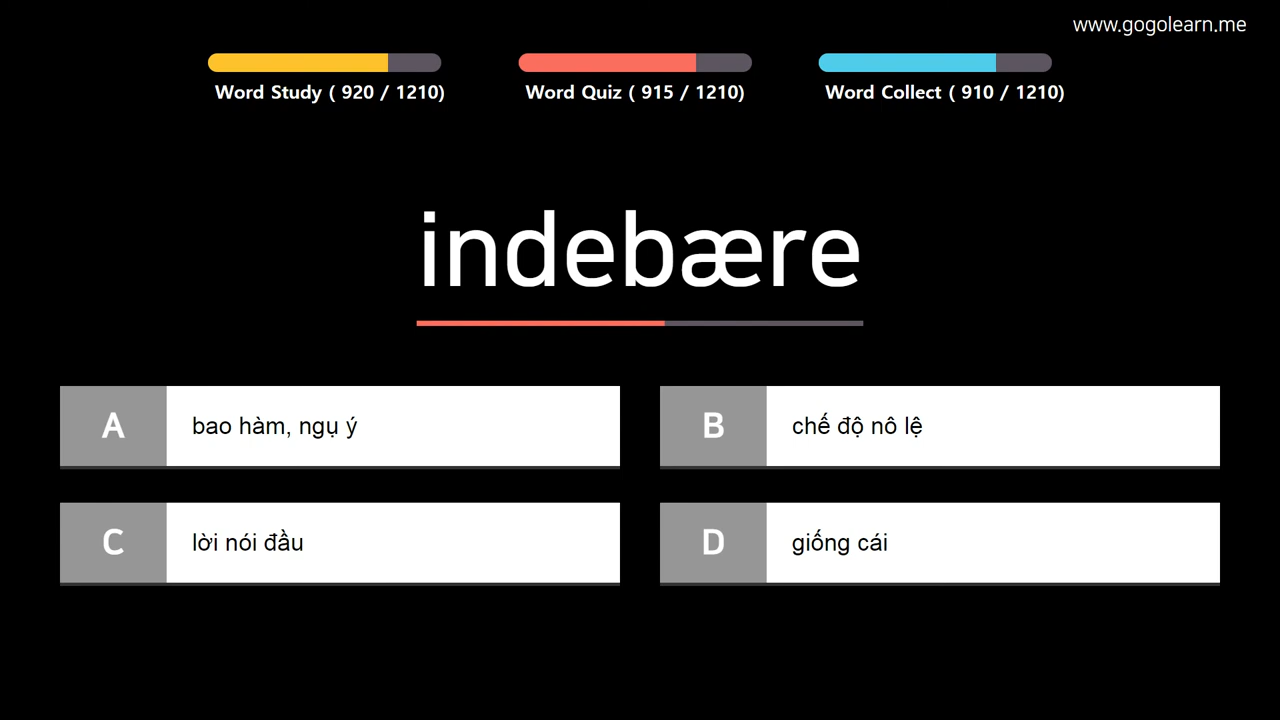 www.gogolearn.me
Word Study ( 920 / 1210)
Word Quiz ( 915 / 1210)
Word Collect ( 910 / 1210)
indebære
A bao hàm, ngụ ý
B chế độ nô lệ
C lời nói đầu
D giống cái